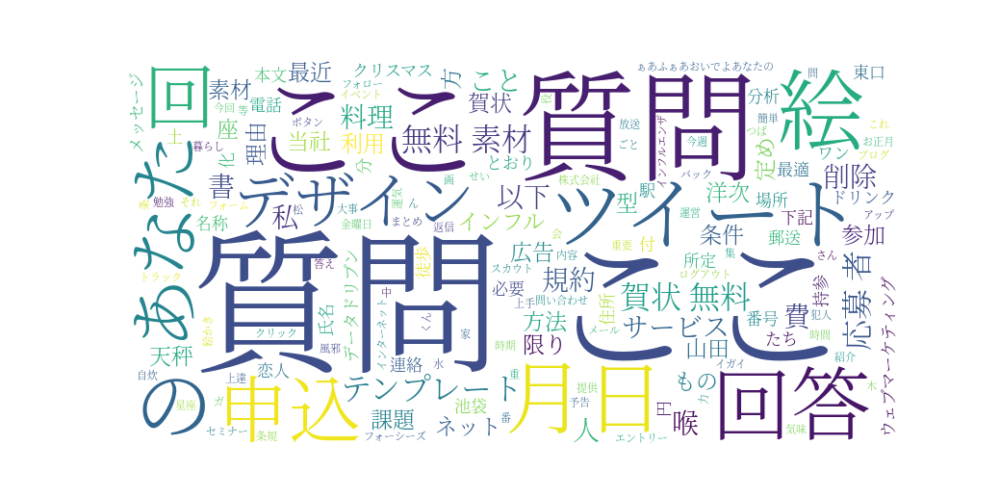 質問
質問
ここ
ここ
ツイート
デザイン
あなた
回答
月日
申込
絵
回
の
テンプレート
無料
素材
賀状 無料
賀状
料理
最近
素材
本文
クリスマス
フォロー
イベント
方
こと
利用
当社
電話
今回
等
ボタン
メッセージ
土
座
理由
化
暮らし
分
書
私
以下
とおり
インフル
広告
規約
必要
スカウト
限り
方法
サービス
山田
番号
費
たち
持参
犯人
時間
応募
者
参加
削除
ドリンク
アップ
郵送
下記
条件
所定
洋次
場所
最適
定め
ワン
簡単
つぱ
分析
問
東口
これ
お正月
ブログ
ぁあふぁあおいでよあなたの
放送
ごと
インフルエンザ
今週
バック
駅
型
付
重要
運営
集
ログアウト
さん
住所
問い合わせ
上手
内容
会
株式会社
せい
画
ん
運気
大事
松
まとめ
金曜日
返信
勉強
それ
フォーム
名称
トラック
天秤
氏名
クリック
答え
風邪
データドリブン
徒歩
中
インターネット
くん
家
連絡
水
恋人
絵かき
自炊
上達
星座
ガ
セミナー
条規
課題
フォーシーズ
池袋
ネット
番
重
時期
予告
提供
人
エントリー
もの
円
力
喉
イガイ
紹介
木
気味
メール
ウェブマーケティング